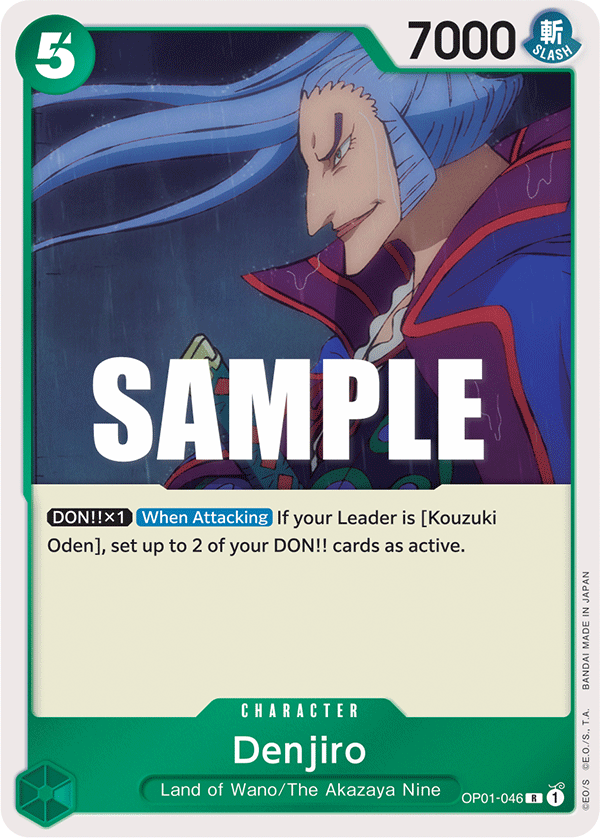 5
7000
斬
SLASH
SAMPLE
DON!!×1 When Attacking If your Leader is [Kouzuki
Oden], set up to 2 of your DON!! cards as active.
CHARACTER
Denjiro
Land of Wano/The Akazaya Nine
OP01-046 R 1
©EO/S ©E.O./S., T.A. BANDAI MADE IN JAPAN